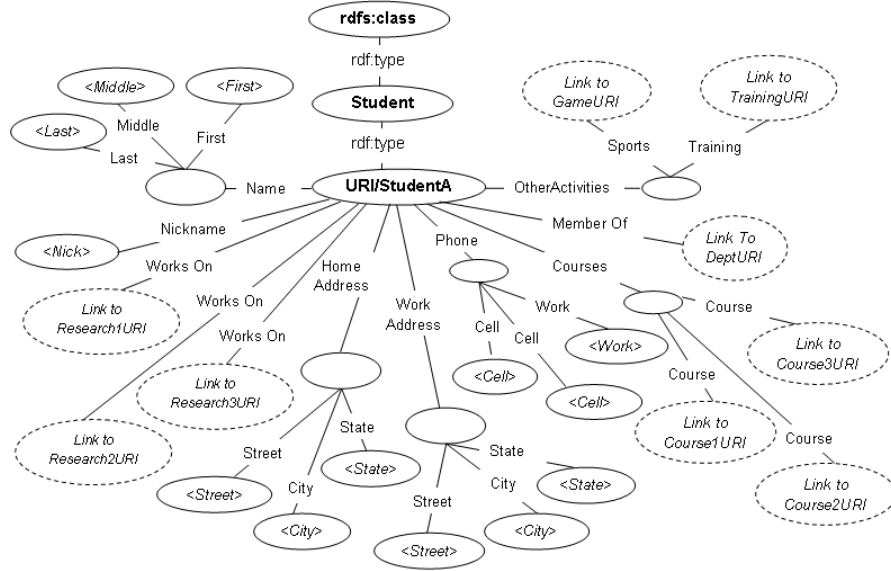 rdfs:class
rdf:type
<Middle>
<First>
Link to
GameURI
Link to
TrainingURI
Student
<Last>
Middle
First
rdf:type
Last
Sports
Training
Name
URI/StudentA
OtherActivities
Nickname
Member Of
Phone
<Nick>
Link To
DeptURI
Works On
Home
Address
Courses
Link to
Research1URI
Works On
Work
Address
Work
Course
Works On
Cell
Cell
<Work>
Link to
Course3URI
Link to
Research3URI
<Cell>
Course
<Cell>
Link to
Research2URI
Street
State
Link to
Course1URI
Course
<State>
State
<Street>
City
Street
City
<State>
Link to
Course2URI
<City>
<City>
<Street>